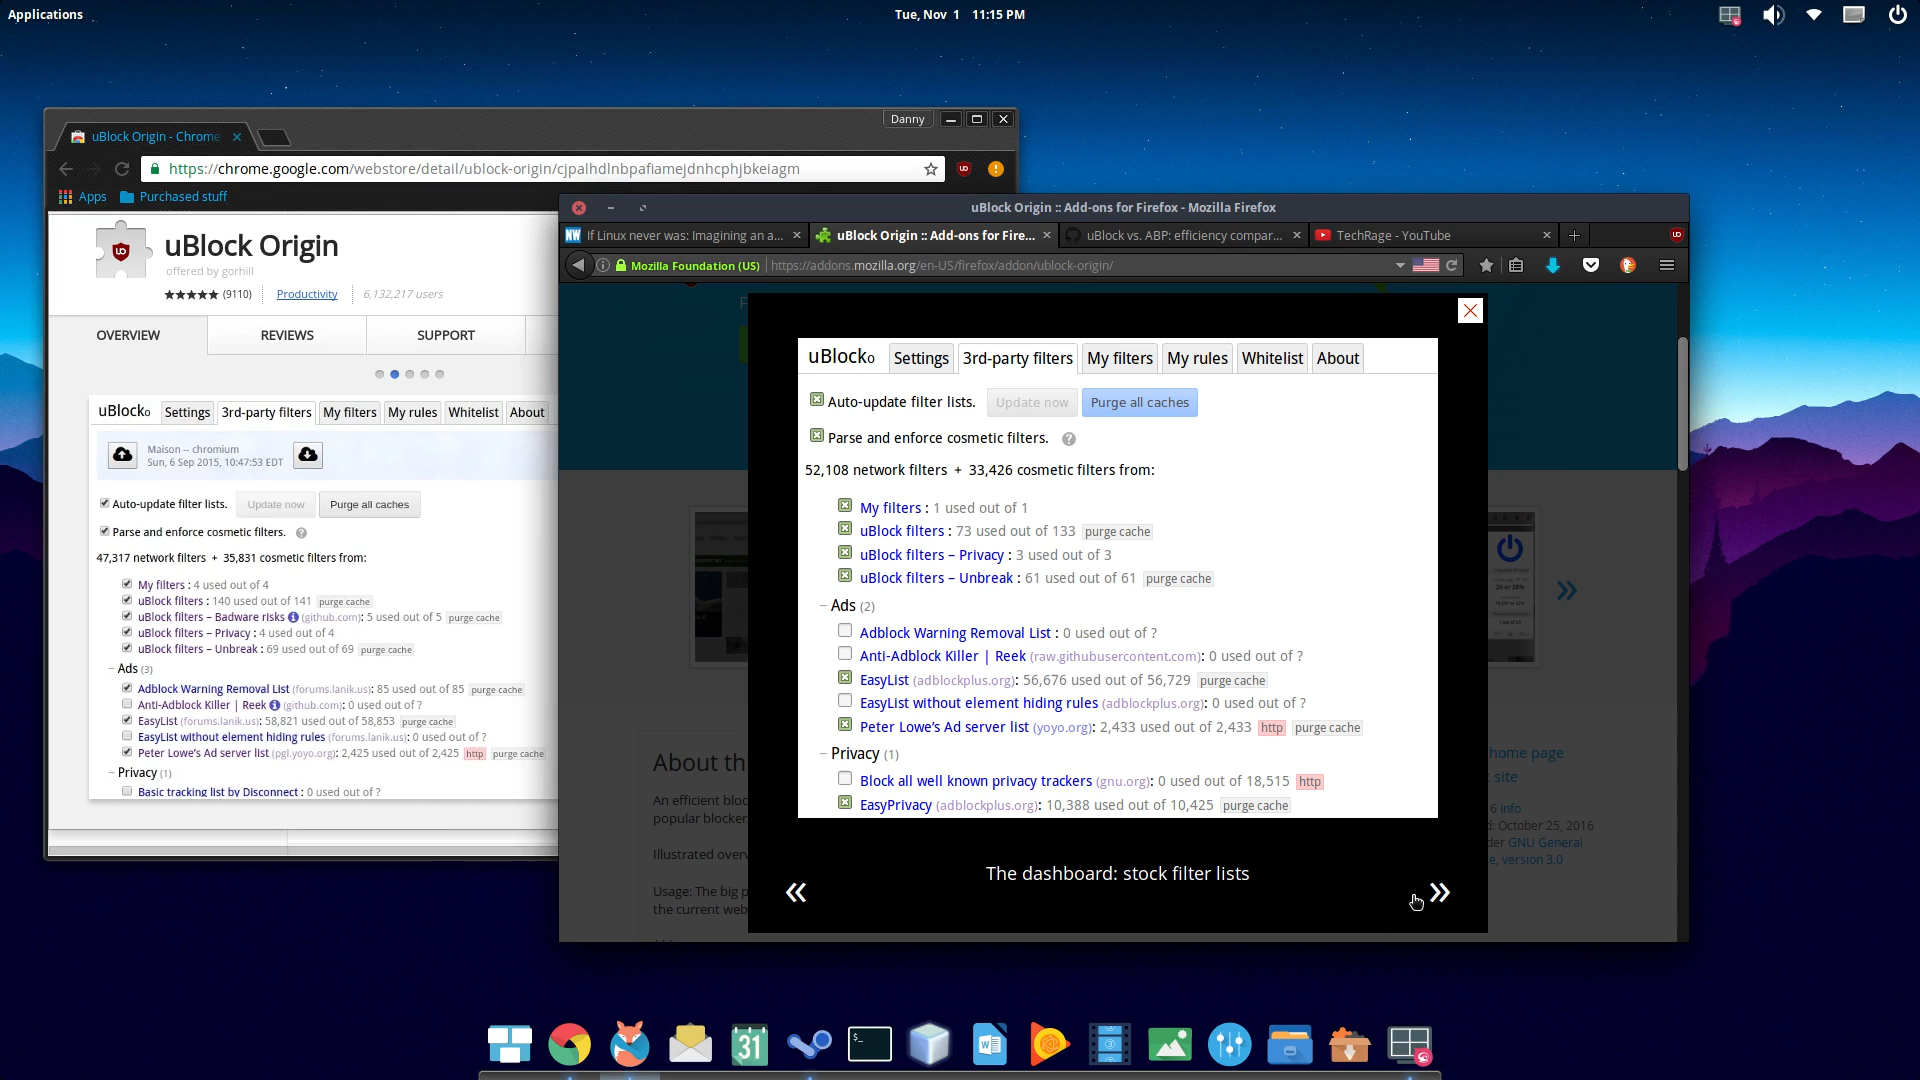 Applications
Tue, Nov 1 11:15 PM
Danny
uBlock Origin - Chrome
https://chrome.google.com/webstore/detail/ublock-origin/cjpalhdlnbpafiamejdnhcphjbkeiagm
Apps Purchased stuff
uBlock Origin
offered by gorhill
(9110) Productivity 6,132,217 users
OVERVIEW REVIEWS SUPPORT
uBlock₀ Settings 3rd-party filters My filters My rules Whitelist About
Maison -- chromium
Sun, 6 Sep 2015, 10:47:53 EDT
Auto-update filter lists. Update now Purge all caches
Parse and enforce cosmetic filters. ?
47,317 network filters + 35,831 cosmetic filters from:
My filters : 4 used out of 4
uBlock filters : 140 used out of 141 purge cache
uBlock filters – Badware risks (github.com): 5 used out of 5 purge cache
uBlock filters – Privacy : 4 used out of 4
uBlock filters – Unbreak : 69 used out of 69 purge cache
– Ads (3)
Adblock Warning Removal List (forums.lanik.us): 85 used out of 85 purge cache
Anti-Adblock Killer | Reek (github.com): 0 used out of ?
EasyList (forums.lanik.us): 58,821 used out of 58,853 purge cache
EasyList without element hiding rules (forums.lanik.us): 0 used out of ?
Peter Lowe's Ad server list (pgl.yoyo.org): 2,425 used out of 2,425 http purge cache
– Privacy (1)
Basic tracking list by Disconnect : 0 used out of ?
uBlock Origin :: Add-ons for Firefox - Mozilla Firefox
NW If Linux never was: Imagining an a...
uBlock Origin :: Add-ons for Fire...
uBlock vs. ABP: efficiency compar...
TechRage - YouTube
Mozilla Foundation (US) https://addons.mozilla.org/en-US/firefox/addon/ublock-origin/
uBlock₀ Settings 3rd-party filters My filters My rules Whitelist About
Auto-update filter lists. Update now Purge all caches
Parse and enforce cosmetic filters. ?
52,108 network filters + 33,426 cosmetic filters from:
My filters : 1 used out of 1
uBlock filters : 73 used out of 133 purge cache
uBlock filters – Privacy : 3 used out of 3
uBlock filters – Unbreak : 61 used out of 61 purge cache
– Ads (2)
Adblock Warning Removal List : 0 used out of ?
Anti-Adblock Killer | Reek (raw.githubusercontent.com): 0 used out of ?
EasyList (adblockplus.org): 56,676 used out of 56,729 purge cache
EasyList without element hiding rules (adblockplus.org): 0 used out of ?
Peter Lowe's Ad server list (yoyo.org): 2,433 used out of 2,433 http purge cache
– Privacy (1)
Block all well known privacy trackers (gnu.org): 0 used out of 18,515 http
EasyPrivacy (adblockplus.org): 10,388 used out of 10,425 purge cache
The dashboard: stock filter lists
« »
About th
An efficient bloc
popular blocker
Illustrated over
Usage: The big p
the current web
»
home page
site
6 info
d: October 25, 2016
der GNU General
e, version 3.0
31